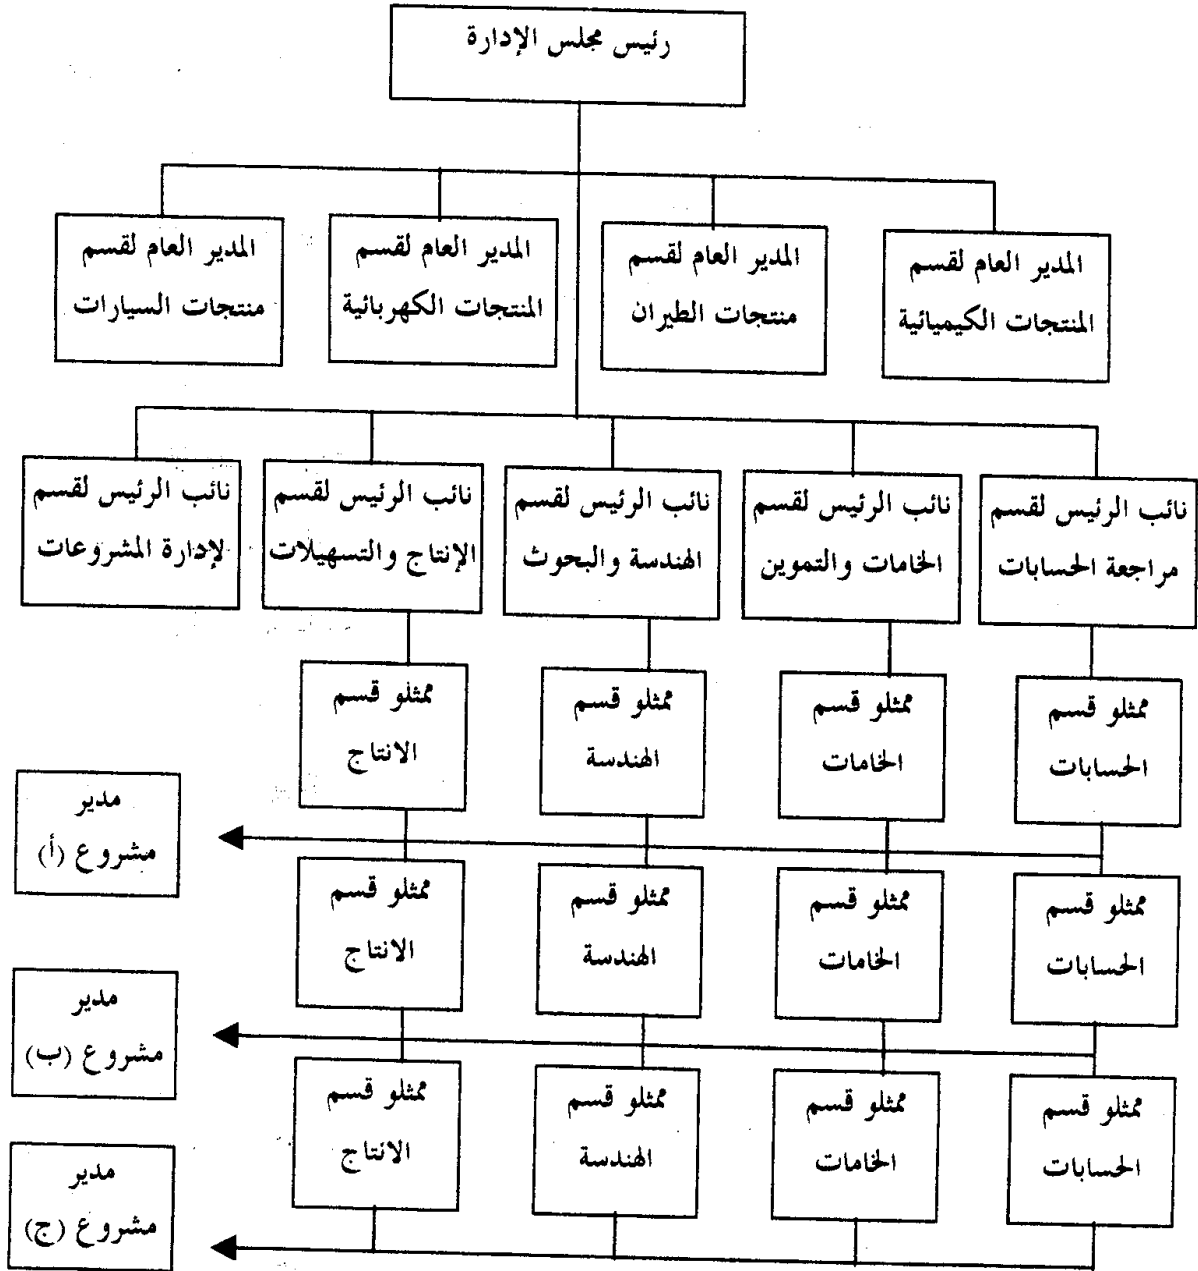 رئيس مجلس الإدارة
المدير العام لقسم
المنتجات الكيميائية
المدير العام لقسم
منتجات الطيران
المدير العام لقسم
المنتجات الكهربائية
المدير العام لقسم
منتجات السيارات
نائب الرئيس لقسم
مراجعة الحسابات
نائب الرئيس لقسم
الخامات والتموين
نائب الرئيس لقسم
الهندسة والبحوث
نائب الرئيس لقسم
الإنتاج والتسهيلات
نائب الرئيس لقسم
لإدارة المشروعات
ممثلو قسم
الحسابات
ممثلو قسم
الخامات
ممثلو قسم
الهندسة
ممثلو قسم
الانتاج
مدير
مشروع (أ)
ممثلو قسم
الحسابات
ممثلو قسم
الخامات
ممثلو قسم
الهندسة
ممثلو قسم
الانتاج
مدير
مشروع (ب)
ممثلو قسم
الحسابات
ممثلو قسم
الخامات
ممثلو قسم
الهندسة
ممثلو قسم
الانتاج
مدير
مشروع (ج)